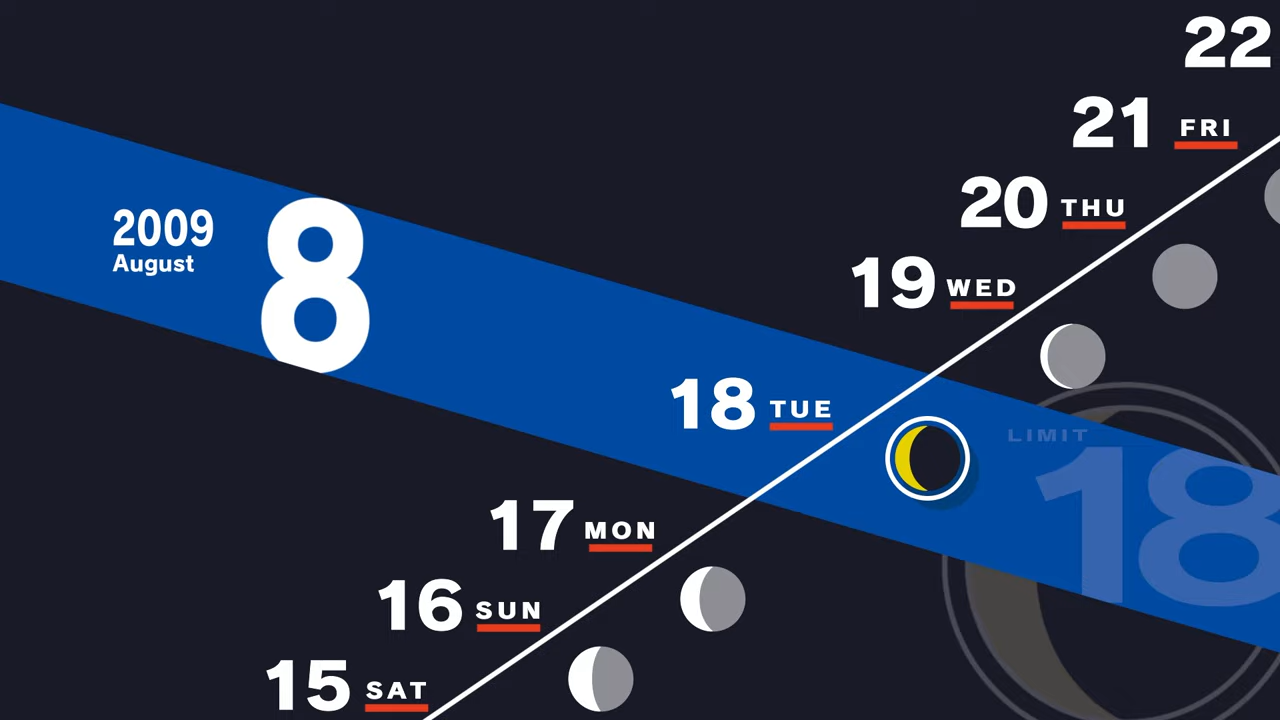 22
21 FRI
20 THU
2009
August
8
19 WED
18 TUE
LIMIT
18
17 MON
16 SUN
15 SAT